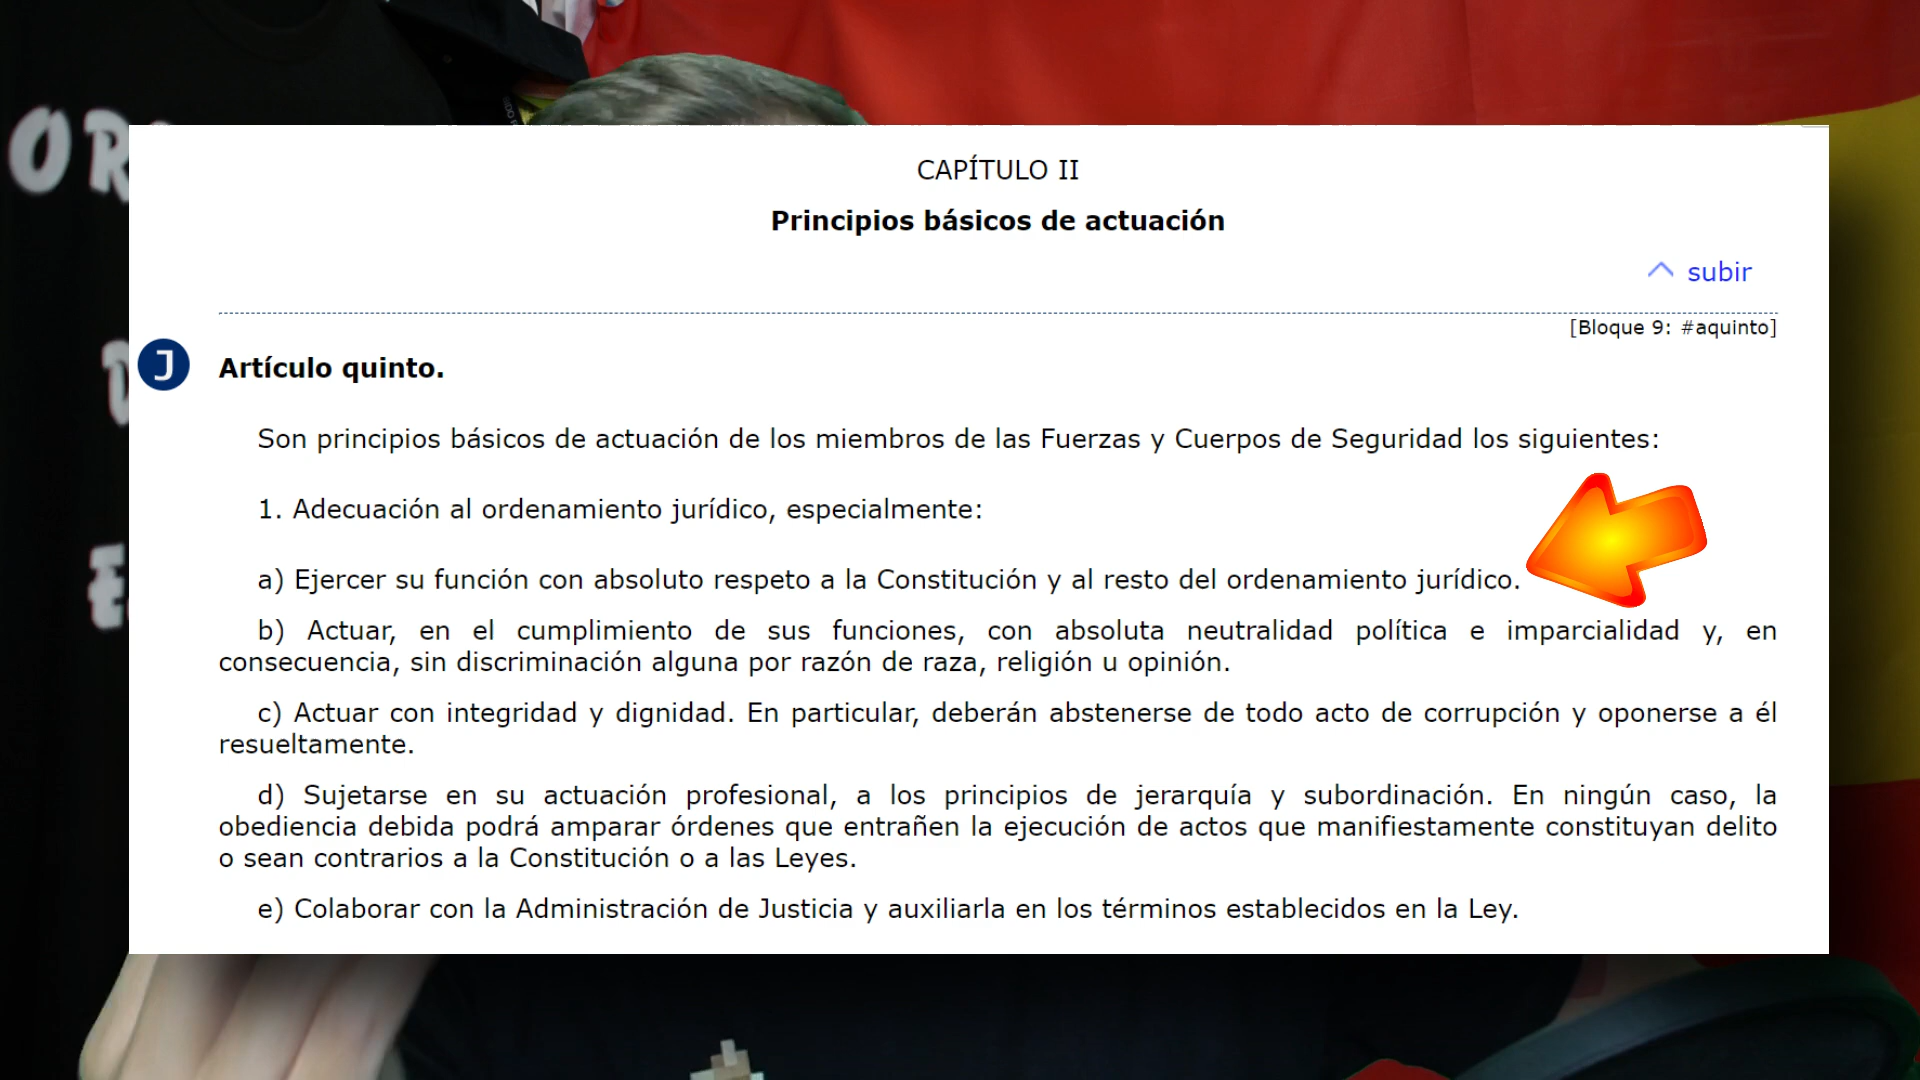 CAPÍTULO II
Principios básicos de actuación
subir
[Bloque 9: #aquinto]
J
Artículo quinto.
Son principios básicos de actuación de los miembros de las Fuerzas y Cuerpos de Seguridad los siguientes:
1. Adecuación al ordenamiento jurídico, especialmente:
a) Ejercer su función con absoluto respeto a la Constitución y al resto del ordenamiento jurídico.
b) Actuar, en el cumplimiento de sus funciones, con absoluta neutralidad política e imparcialidad y, en
consecuencia, sin discriminación alguna por razón de raza, religión u opinión.
c) Actuar con integridad y dignidad. En particular, deberán abstenerse de todo acto de corrupción y oponerse a él
resueltamente.
d) Sujetarse en su actuación profesional, a los principios de jerarquía y subordinación. En ningún caso, la
obediencia debida podrá amparar órdenes que entrañen la ejecución de actos que manifiestamente constituyan delito
o sean contrarios a la Constitución o a las Leyes.
e) Colaborar con la Administración de Justicia y auxiliarla en los términos establecidos en la Ley.